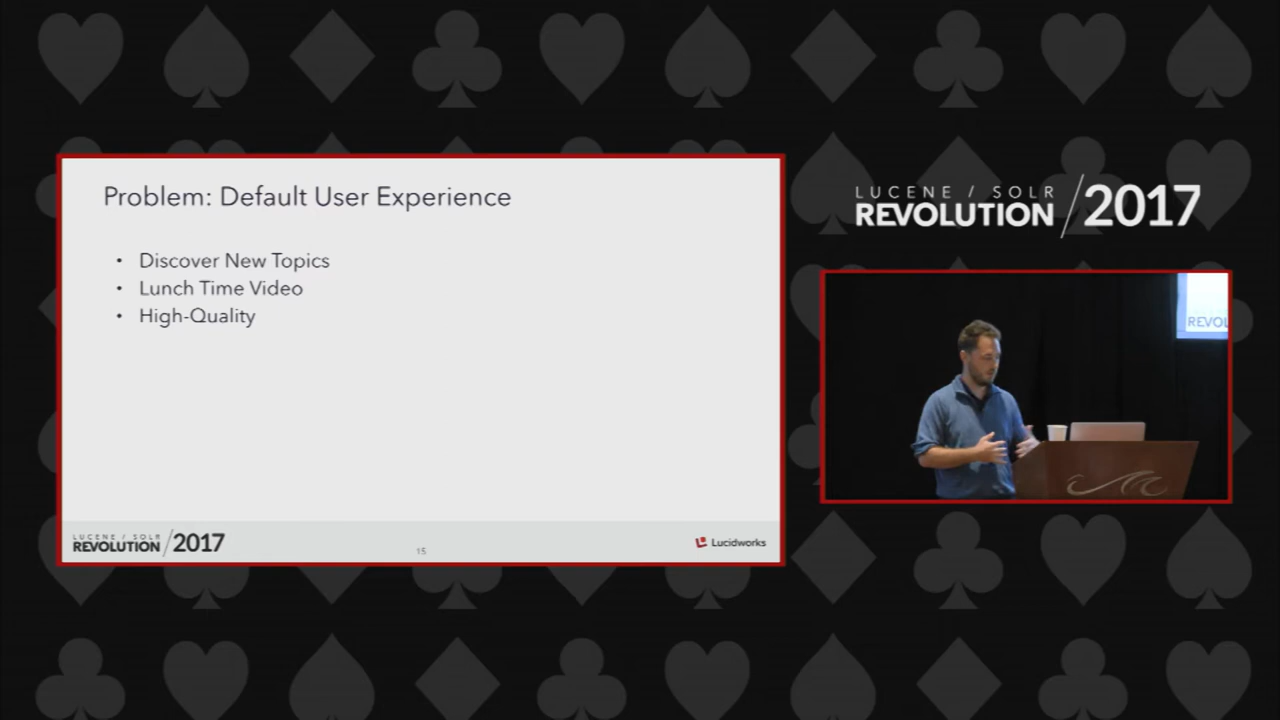 Problem: Default User Experience
• Discover New Topics
• Lunch Time Video
• High-Quality
LUCENE / SOLR
REVOLUTION / 2017
15
Lucidworks
LUCENE / SOLR
REVOLUTION / 2017
REVOL